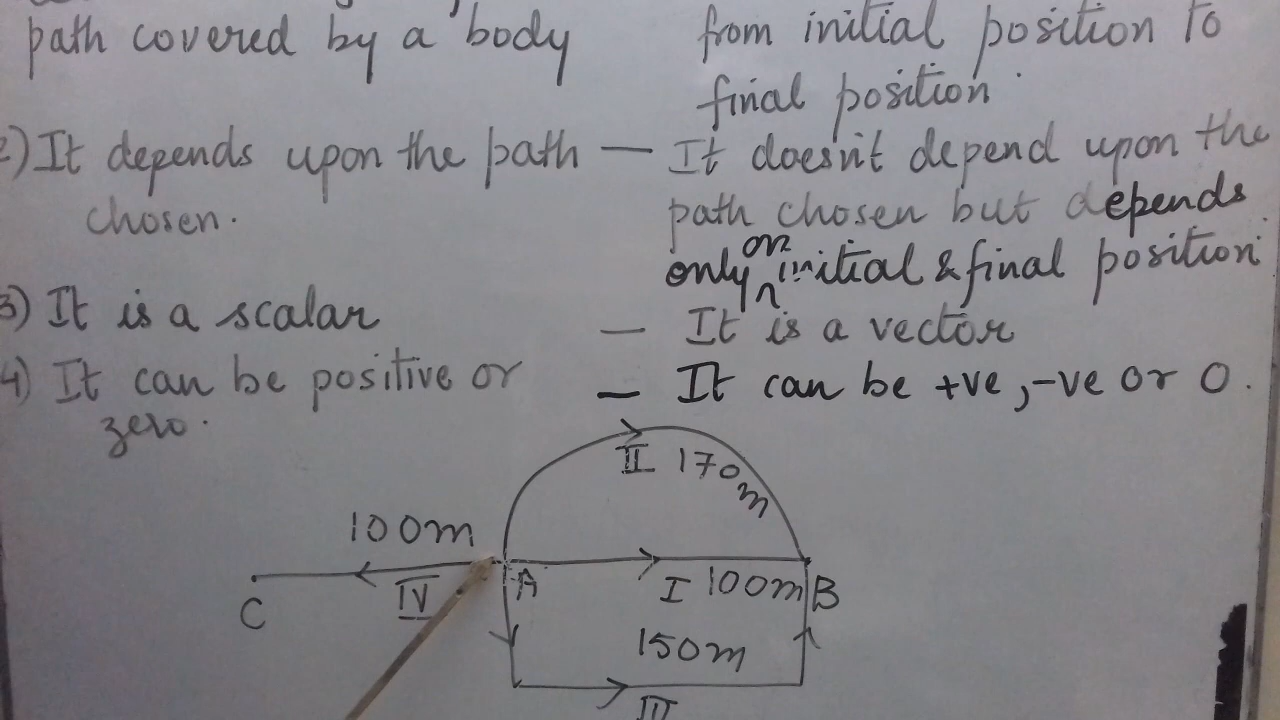 path covered by a body
from initial position to
final position.
2) It depends upon the path — It doesn't depend upon the
chosen.
path chosen but depends
only on initial & final position.
3) It is a scalar — It is a vector
4) It can be positive or — It can be +ve, -ve or 0.
zero.
II 170m
100m
IV
C
A
I 100m B
150m
III